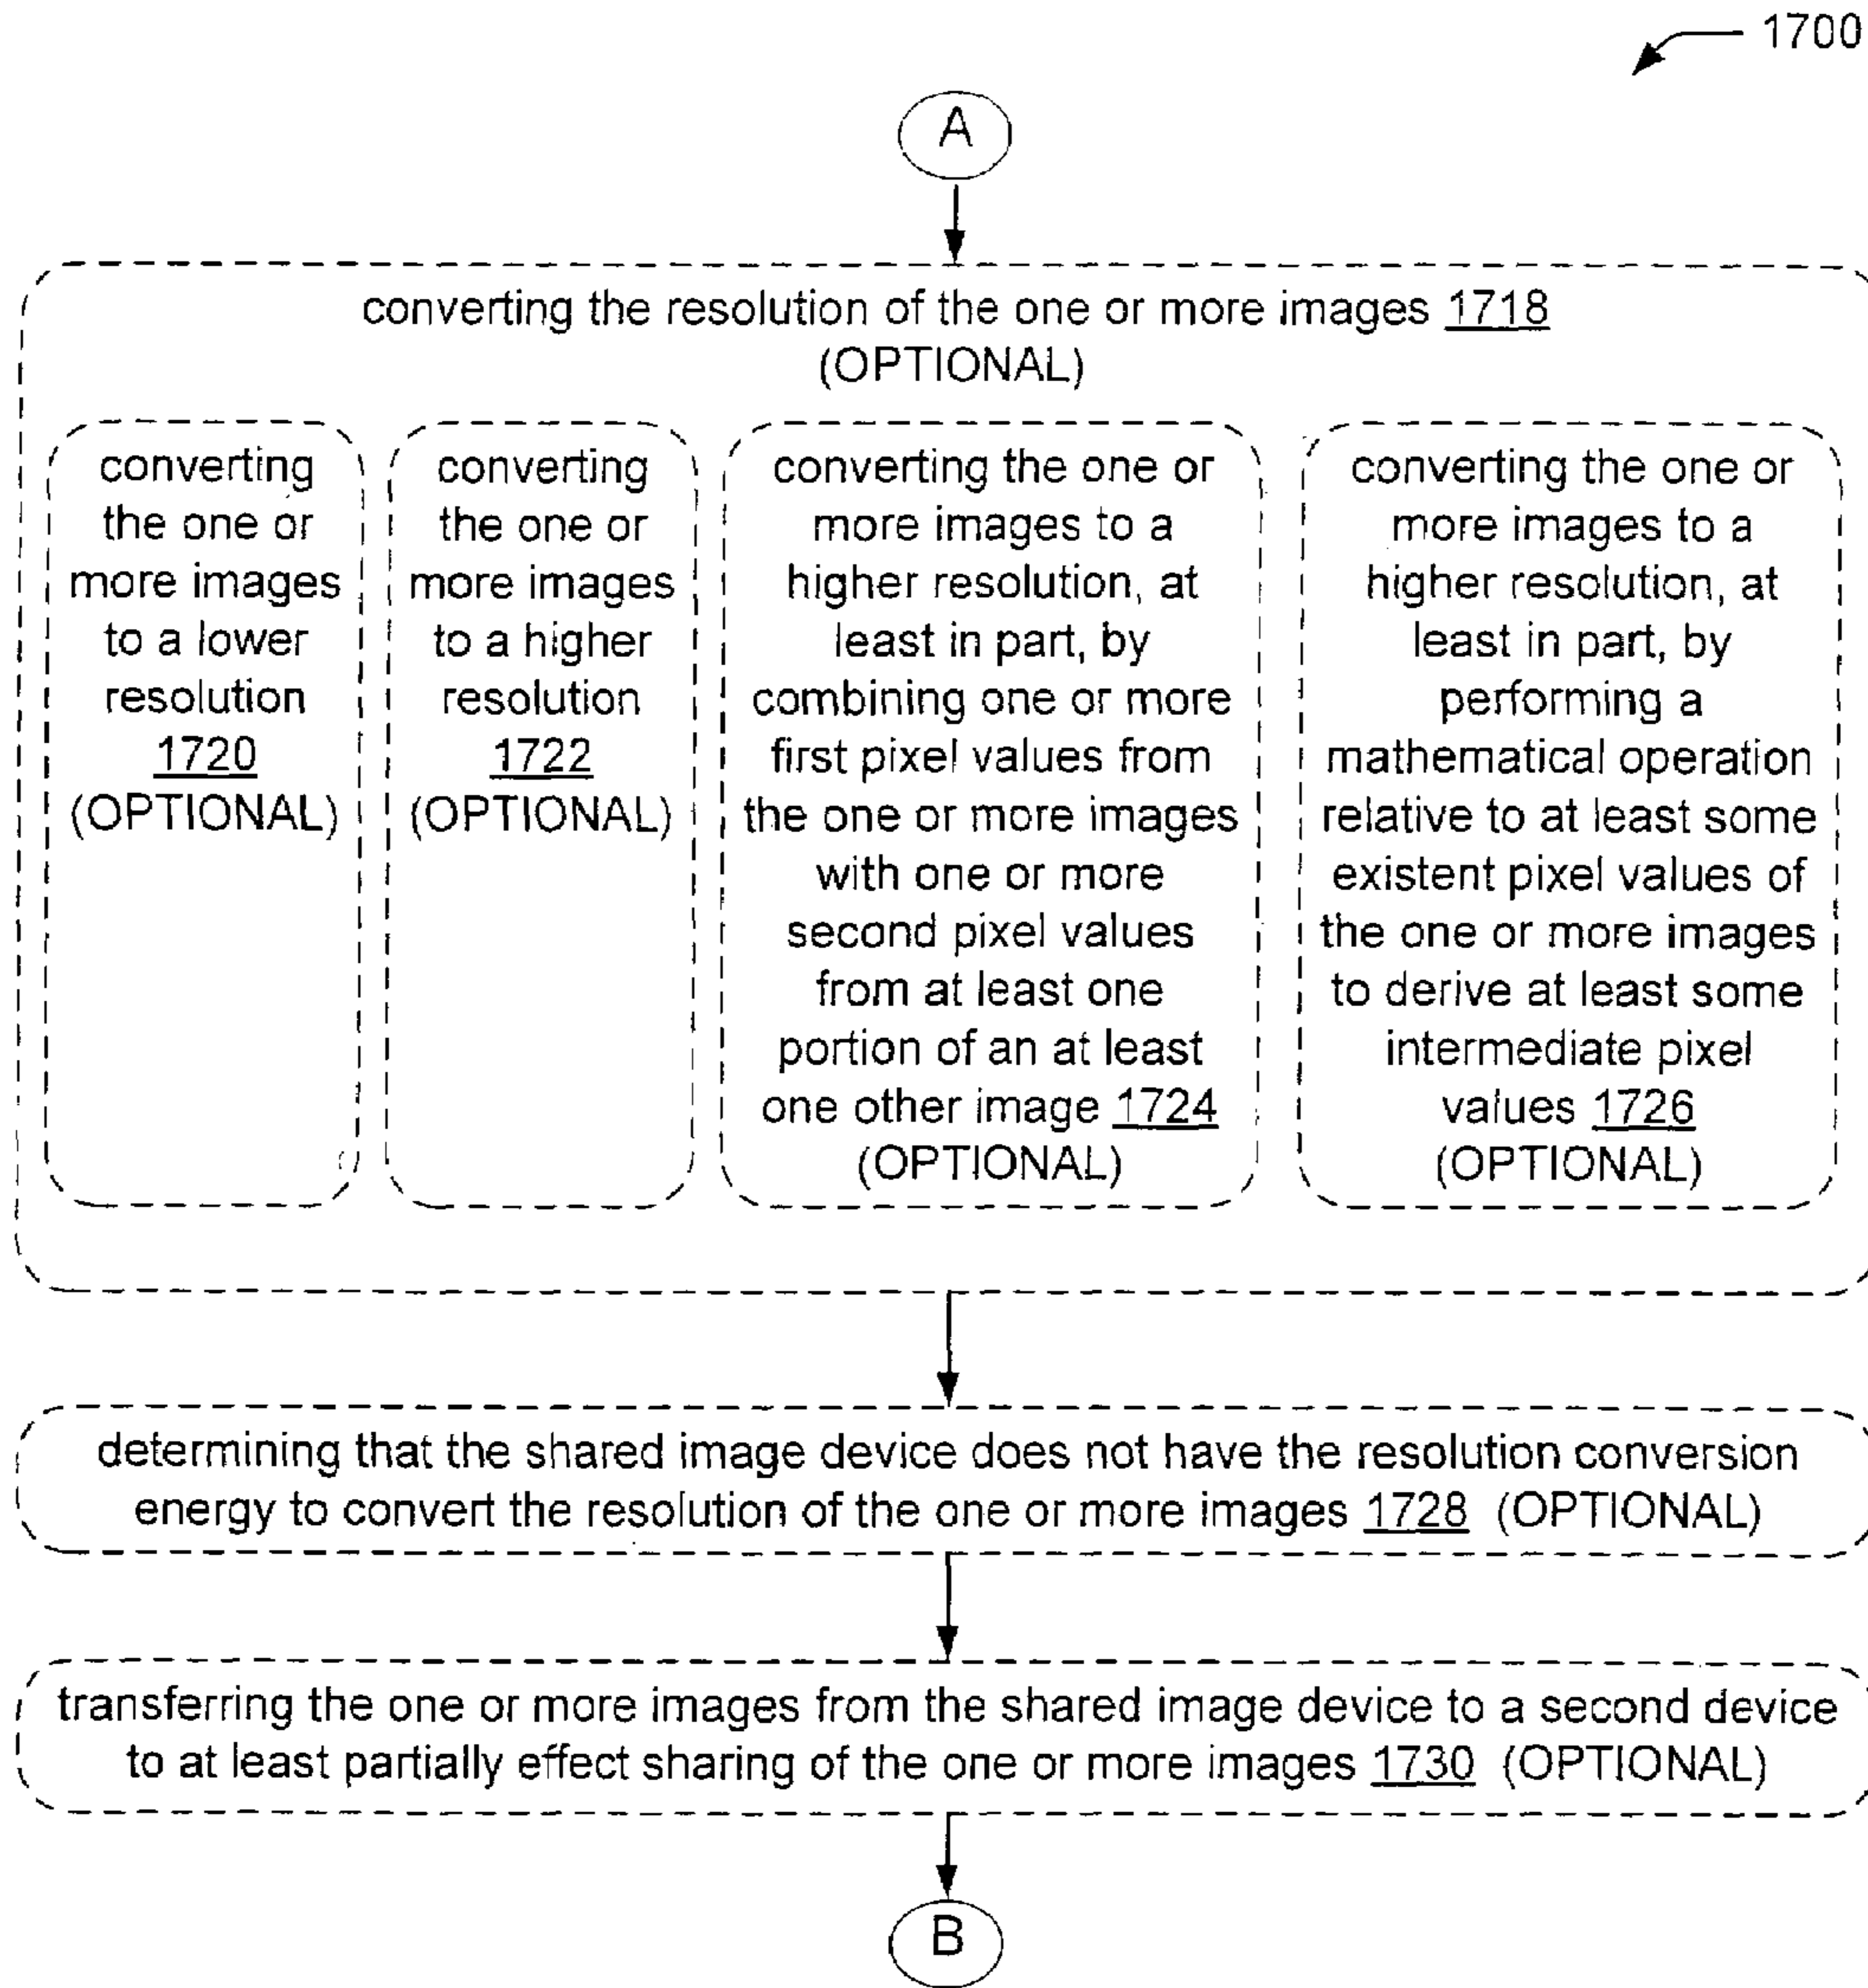 1700
A
converting the resolution of the one or more images 1718
(OPTIONAL)
converting
the one or
more images
to a lower
resolution
1720
(OPTIONAL)
converting
the one or
more images
to a higher
resolution
1722
(OPTIONAL)
converting the one or
more images to a
higher resolution, at
least in part, by
combining one or more
first pixel values from
the one or more images
with one or more
second pixel values
from at least one
portion of an at least
one other image 1724
(OPTIONAL)
converting the one or
more images to a
higher resolution, at
least in part, by
performing a
mathematical operation
relative to at least some
existent pixel values of
the one or more images
to derive at least some
intermediate pixel
values 1726
(OPTIONAL)
determining that the shared image device does not have the resolution conversion
energy to convert the resolution of the one or more images 1728 (OPTIONAL)
transferring the one or more images from the shared image device to a second device
to at least partially effect sharing of the one or more images 1730 (OPTIONAL)
B